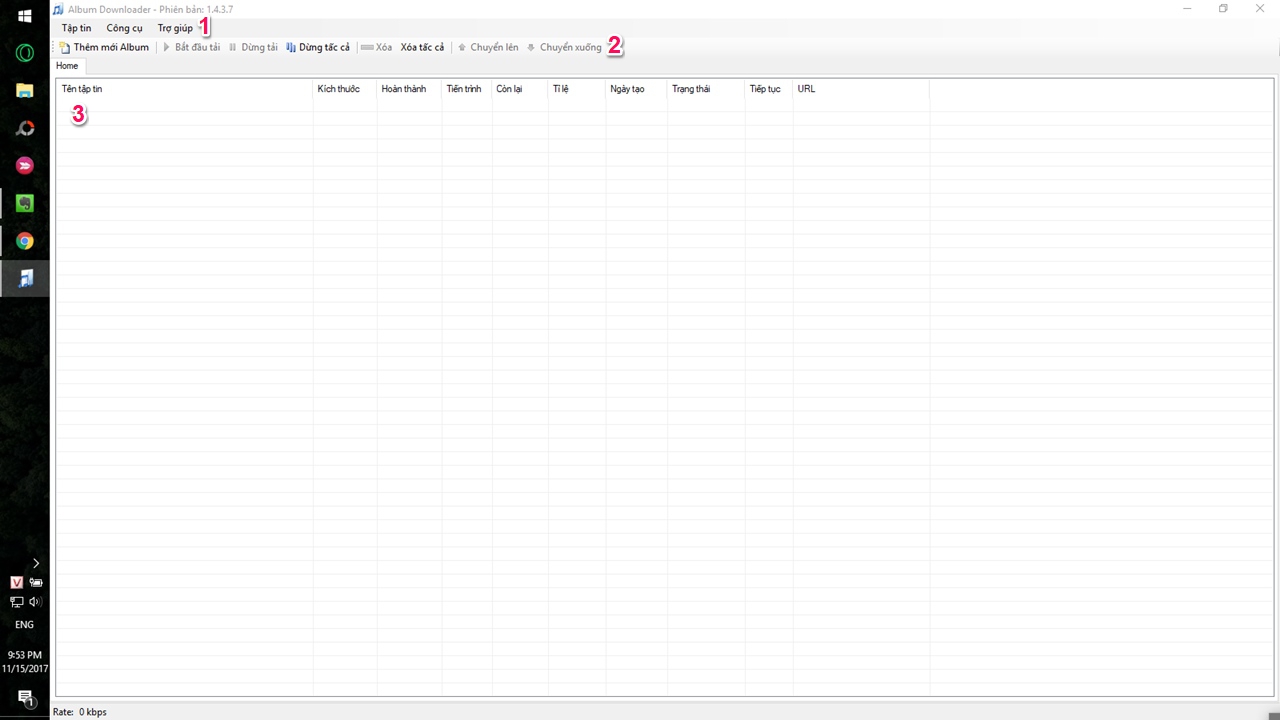 Album Downloader - Phiên bản: 1.4.3.7
Tập tin Công cụ Trợ giúp 1
Thêm mới Album Bắt đầu tải Dừng tải Dừng tấc cả Xóa Xóa tấc cả Chuyển lên Chuyển xuống 2
Home
Tên tập tin Kích thước Hoàn thành Tiến trình Còn lại Tỉ lệ Ngày tạo Trạng thái Tiếp tục URL
3
V
ENG
9:53 PM
11/15/2017
1
Rate: 0 kbps